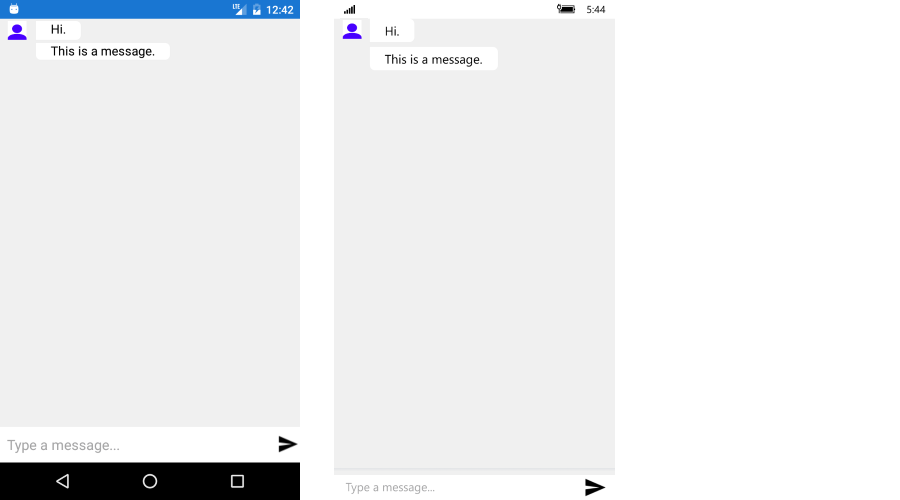 LTE 12:42
Hi.
This is a message.
Type a message...
5:44
Hi.
This is a message.
Type a message...